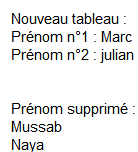 Nouveau tableau :
Prénom n°1 : Marc
Prénom n°2 : julian
Prénom supprimé :
Mussab
Naya